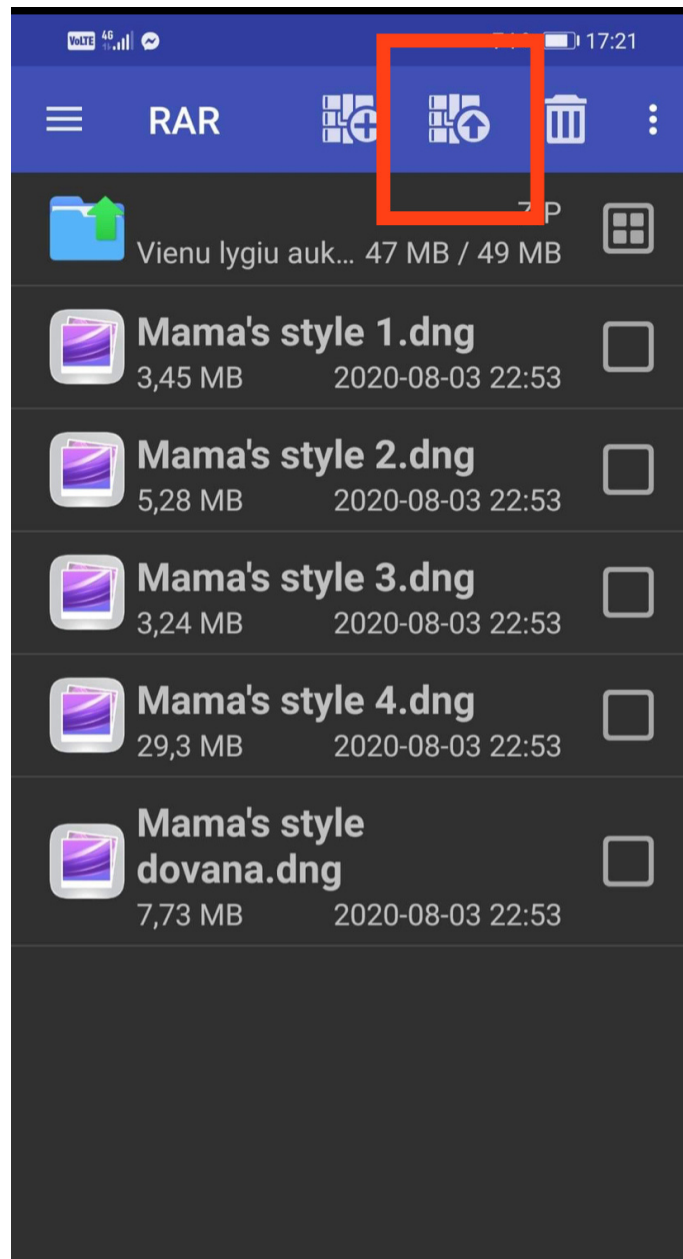 VoLTE 4G 17:21
RAR
Vienu lygiu auk... 47 MB / 49 MB
Mama's style 1.dng
3,45 MB 2020-08-03 22:53
Mama's style 2.dng
5,28 MB 2020-08-03 22:53
Mama's style 3.dng
3,24 MB 2020-08-03 22:53
Mama's style 4.dng
29,3 MB 2020-08-03 22:53
Mama's style
dovana.dng
7,73 MB 2020-08-03 22:53